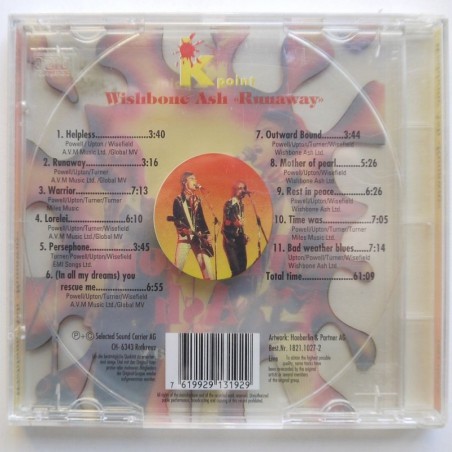 K point
Wishbone Ash «Runaway»
1. Helpless..............3:40
Powell/Upton/Wisefield
A.V.M Music Ltd./Global MV
2. Runaway..............3:16
Powell/Upton/Turner
A.V.M Music Ltd./Global MV
3. Warrior..............7:13
Powell/Upton/Turner/Turner
Miles Music
4. Lorelei..............6:10
Powell/Upton/Turner/Wisefield
A.V.M Music Ltd./Global MV
5. Persephone..............3:45
Turner/Powell/Upton/Wisefield
6. (In all my dreams) you
rescue me..............6:55
Powell/Upton/Turner/Wisefield
A.V.M Music Ltd./Global MV
7. Outward Bound..............3:44
Powell/Upton/Turner/Wisefield
Wishbone Ash Ltd.
8. Mother of pearl..............5:26
Powell/Upton/Turner/Wisefield
Wishbone Ash Ltd.
9. Rest in peace..............6:26
Powell/Upton/Turner/Wisefield
Wishbone Ash Ltd.
10. Time was..............7:05
Powell/Upton/Turner/Turner
Miles Music Ltd.
11. Bad weather blues..............7:14
Powell/Upton/Turner/Wisefield
Wishbone Ash Ltd.
Total time..............61:09
℗ + © Selected Sound Carrier AG
CH-6343 Rotkreuz
7 619929 131929
Artwork: Haeberlin & Partner AG
Best.Nr. 1821.1027-2
Live